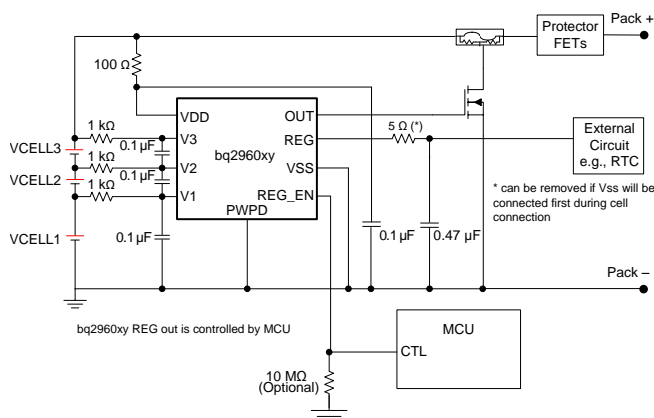 Pack +
Protector
FETs
100 Ω
VDD
OUT
1 kΩ
V3
REG
5 Ω (*)
External
Circuit
e.g., RTC
VCELL3
0.1 µF
1 kΩ
V2
bq2960xy
VSS
VCELL2
0.1 µF
1 kΩ
V1
REG_EN
* can be removed if Vss will be
connected first during cell
connection
PWPD
VCELL1
0.1 µF
0.1 µF
0.47 µF
Pack –
bq2960xy REG out is controlled by MCU
MCU
CTL
10 MΩ
(Optional)